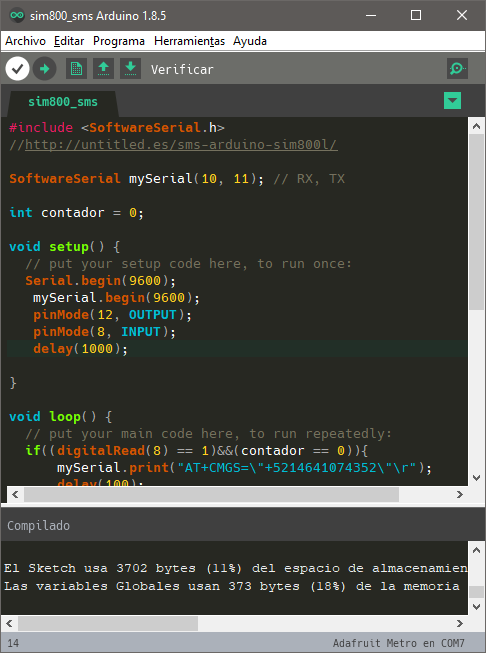 sim800_sms Arduino 1.8.5
Archivo Editar Programa Herramientas Ayuda
Verificar
sim800_sms
#include <SoftwareSerial.h>
//http://untitled.es/sms-arduino-sim800l/
SoftwareSerial mySerial(10, 11); // RX, TX
int contador = 0;
void setup() {
// put your setup code here, to run once:
Serial.begin(9600);
mySerial.begin(9600);
pinMode(12, OUTPUT);
pinMode(8, INPUT);
delay(1000);
}
void loop() {
// put your main code here, to run repeatedly:
if((digitalRead(8) == 1)&&(contador == 0)){
mySerial.print("AT+CMGS=\"+5214641074352\"\r");
delay(100);
Compilado
El Sketch usa 3702 bytes (11%) del espacio de almacenamien
Las variables Globales usan 373 bytes (18%) de la memoria
14 Adafruit Metro en COM7